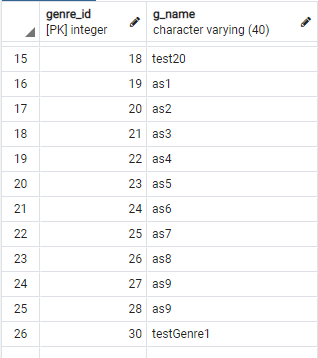 genre_id g_name
[PK] integer character varying (40)
15 18 test20
16 19 as1
17 20 as2
18 21 as3
19 22 as4
20 23 as5
21 24 as6
22 25 as7
23 26 as8
24 27 as9
25 28 as9
26 30 testGenre1